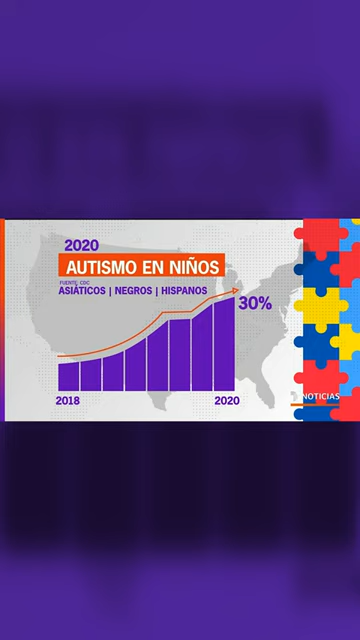 2020
AUTISMO EN NIÑOS
FUENTE: CDC
ASIÁTICOS | NEGROS | HISPANOS
30%
2018
2020
NOTICIAS